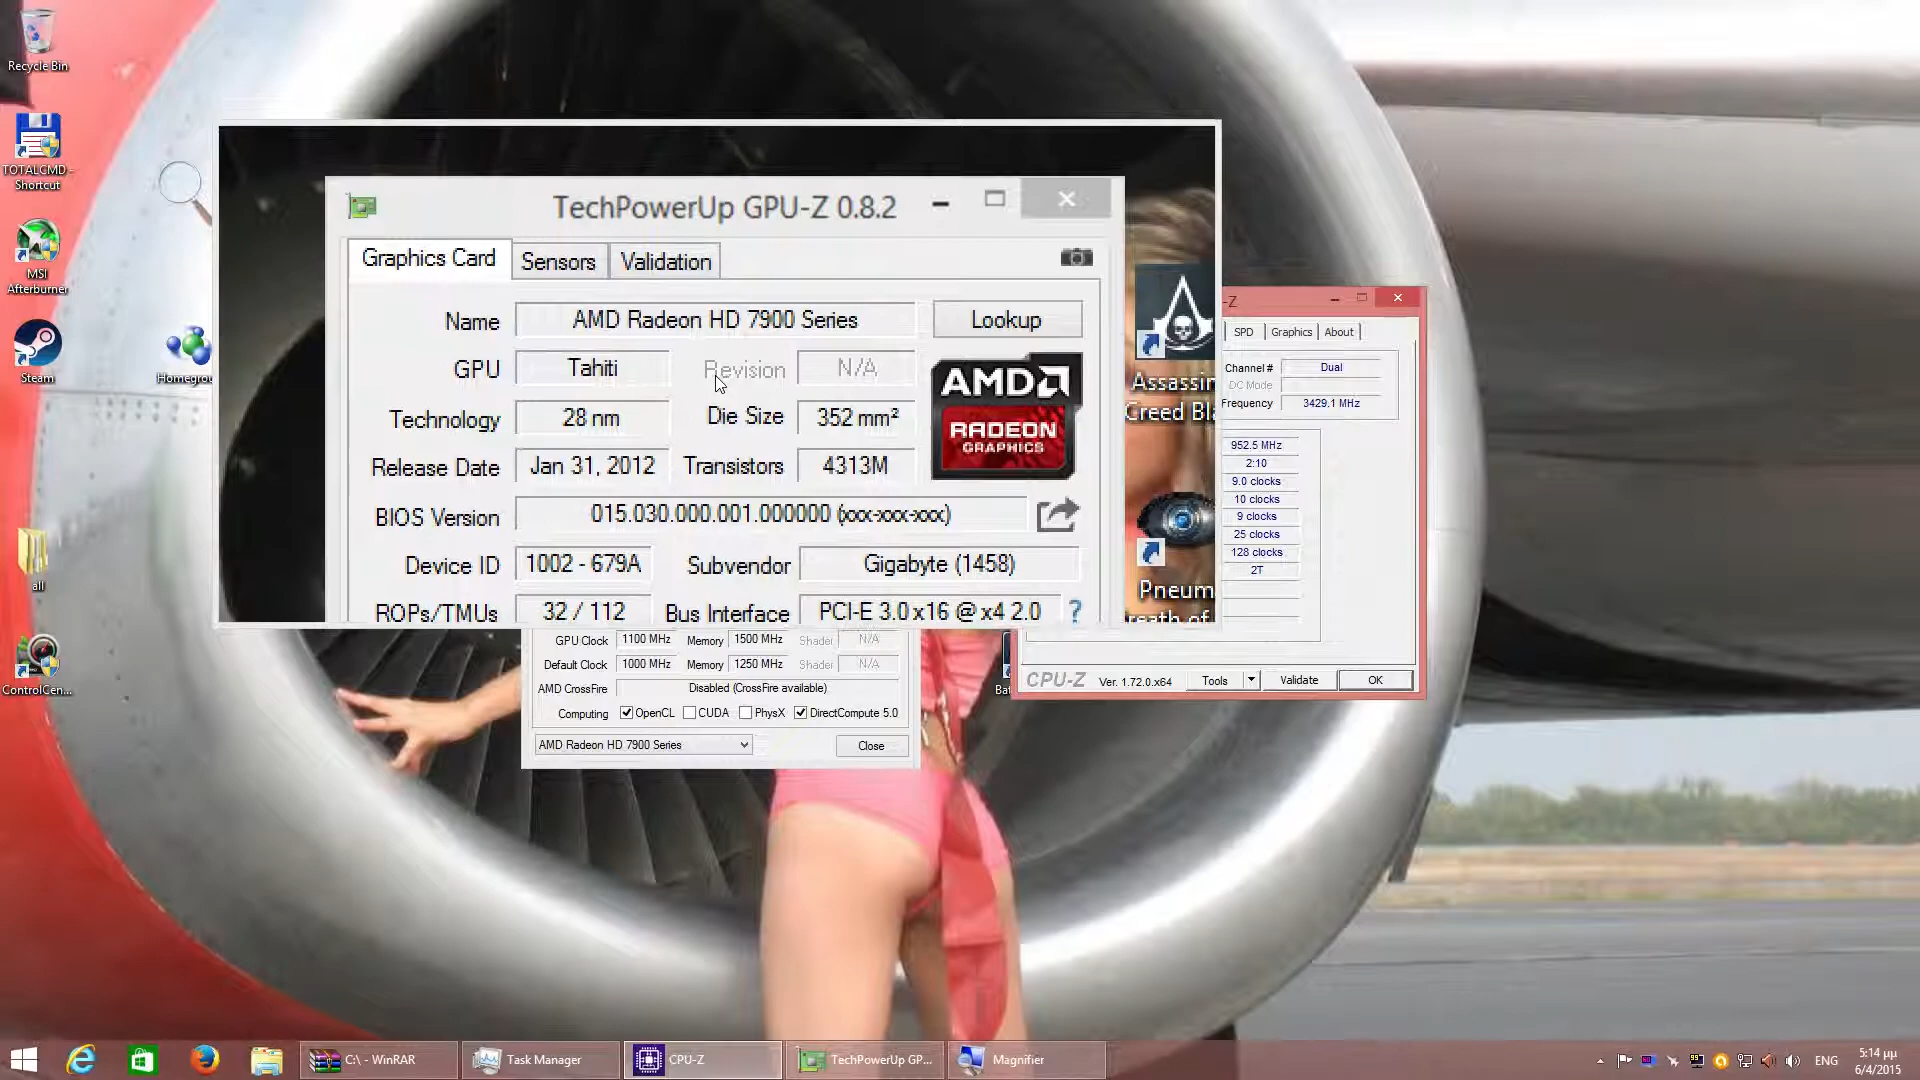 Recycle Bin
TOTALCMD -
Shortcut
MSI
Afterburner
Steam
Homegrou
all
ControlCen...
TechPowerUp GPU-Z 0.8.2
Graphics Card
Sensors
Validation
Name
AMD Radeon HD 7900 Series
Lookup
GPU
Tahiti
Revision
N/A
Technology
28 nm
Die Size
352 mm²
AMD
RADEON
GRAPHICS
Release Date
Jan 31, 2012
Transistors
4313M
BIOS Version
015.030.000.001.000000 (xxx-xxx-xxx)
Device ID
1002 - 679A
Subvendor
Gigabyte (1458)
ROPs/TMUs
32 / 112
Bus Interface
PCI-E 3.0 x16 @ x4 2.0
?
GPU Clock
1100 MHz
Memory
1500 MHz
Shader
N/A
Default Clock
1000 MHz
Memory
1250 MHz
Shader
N/A
AMD CrossFire
Disabled (CrossFire available)
Computing
OpenCL
CUDA
PhysX
DirectCompute 5.0
AMD Radeon HD 7900 Series
Close
Assassin
Creed Bla
Pneum
reath of
Bat
-Z
SPD
Graphics
About
Channel #
Dual
DC Mode
Frequency
3429.1 MHz
952.5 MHz
2:10
9.0 clocks
10 clocks
9 clocks
25 clocks
128 clocks
2T
CPU-Z
Ver. 1.72.0.x64
Tools
Validate
OK
C:\ - WinRAR
Task Manager
CPU-Z
TechPowerUp GP...
Magnifier
ENG
5:14 μμ
6/4/2015